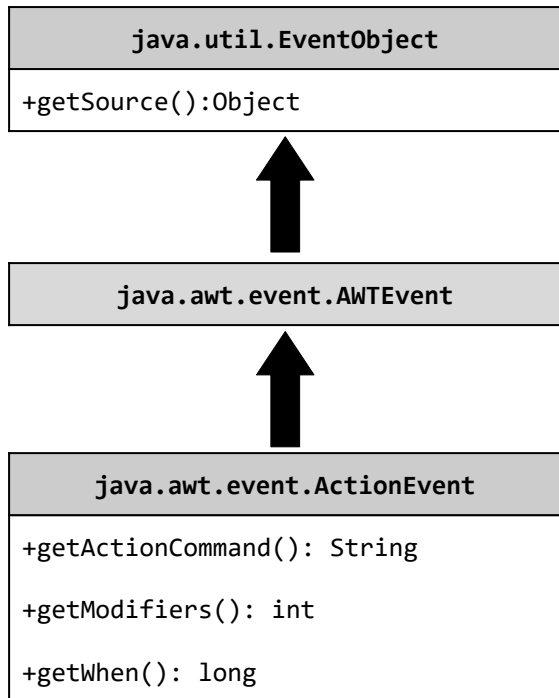 java.util.EventObject
+getSource():Object
java.awt.event.AWTEvent
java.awt.event.ActionEvent
+getActionCommand(): String
+getModifiers(): int
+getWhen(): long